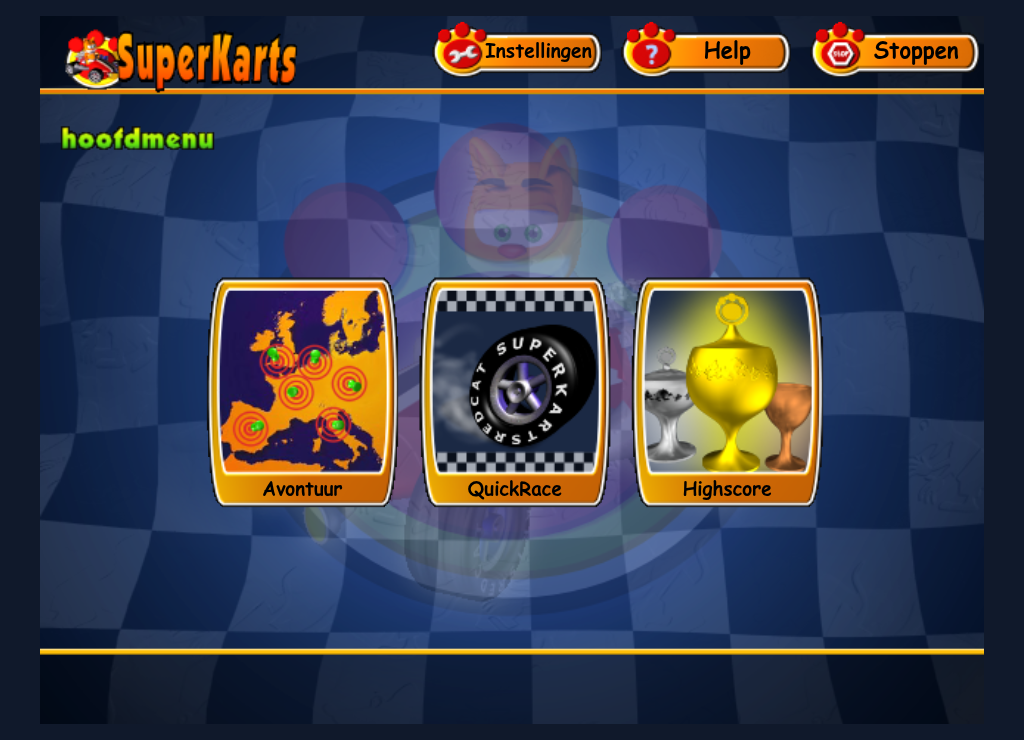 SuperKarts
Instellingen
Help
STOP
Stoppen
hoofdmenu
SUPERKARTS
REDCAT
Avontuur
QuickRace
Highscore